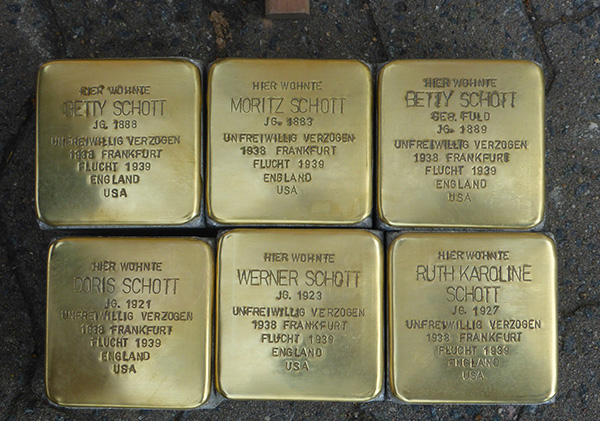 HIER WOHNTE
BETTY SCHOTT
JG. 1888
UNFREIWILLIG VERZOGEN
1938 FRANKFURT
FLUCHT 1939
ENGLAND
USA
HIER WOHNTE
MORITZ SCHOTT
JG. 1883
UNFREIWILLIG VERZOGEN
1938 FRANKFURT
FLUCHT 1939
ENGLAND
USA
HIER WOHNTE
BETTY SCHOTT
GEB. FULD
JG. 1889
UNFREIWILLIG VERZOGEN
1938 FRANKFURT
FLUCHT 1939
ENGLAND
USA
HIER WOHNTE
DORIS SCHOTT
JG. 1921
UNFREIWILLIG VERZOGEN
1938 FRANKFURT
FLUCHT 1939
ENGLAND
USA
HIER WOHNTE
WERNER SCHOTT
JG. 1923
UNFREIWILLIG VERZOGEN
1938 FRANKFURT
FLUCHT 1939
ENGLAND
USA
HIER WOHNTE
RUTH KAROLINE
SCHOTT
JG. 1927
UNFREIWILLIG VERZOGEN
1938 FRANKFURT
FLUCHT 1939
ENGLAND
USA